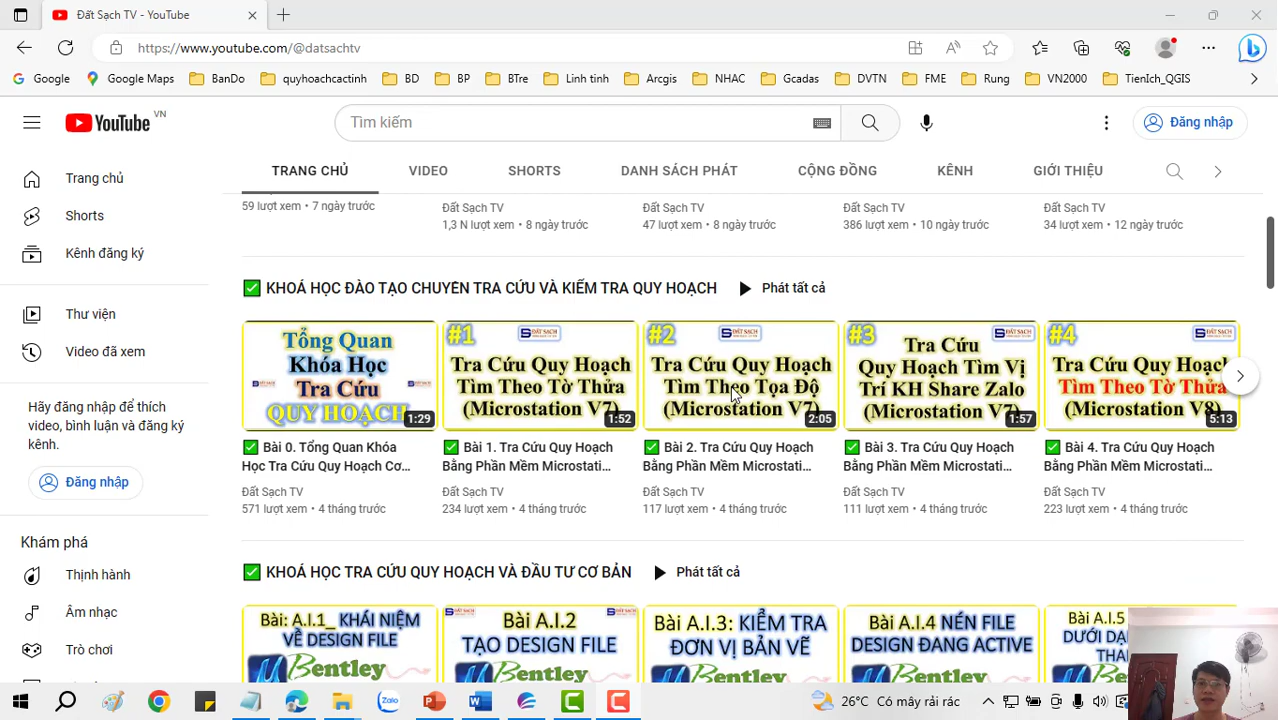 Đất Sạch TV - YouTube
https://www.youtube.com/@datsachtv
Google
Google Maps
BanDo
quyhoachcactinh
BD
BP
BTre
Linh tinh
Arcgis
NHAC
Gcadas
DVTN
FME
Rung
VN2000
TienIch_QGIS
YouTube VN
Tìm kiếm
Đăng nhập
TRANG CHỦ
VIDEO
SHORTS
DANH SÁCH PHÁT
CỘNG ĐỒNG
KÊNH
GIỚI THIỆU
Trang chủ
Shorts
Kênh đăng ký
Thư viện
Video đã xem
Hãy đăng nhập để thích
video, bình luận và đăng ký
kênh.
Đăng nhập
Khám phá
Thịnh hành
Âm nhạc
Trò chơi
59 lượt xem • 7 ngày trước
Đất Sạch TV
1,3 N lượt xem • 8 ngày trước
Đất Sạch TV
47 lượt xem • 8 ngày trước
Đất Sạch TV
386 lượt xem • 10 ngày trước
Đất Sạch TV
34 lượt xem • 12 ngày trước
✅ KHOÁ HỌC ĐÀO TẠO CHUYÊN TRA CỨU VÀ KIỂM TRA QUY HOẠCH
Phát tất cả
Tổng Quan
Khóa Học
Tra Cứu
QUY HOẠCH
1:29
✅ Bài 0. Tổng Quan Khóa
Học Tra Cứu Quy Hoạch Cơ...
Đất Sạch TV
571 lượt xem • 4 tháng trước
#1
ĐẤT SẠCH
Tra Cứu Quy Hoạch
Tìm Theo Tờ Thửa
(Microstation V7)
1:52
✅ Bài 1. Tra Cứu Quy Hoạch
Bằng Phần Mềm Microstati...
Đất Sạch TV
234 lượt xem • 4 tháng trước
#2
ĐẤT SẠCH
Tra Cứu Quy Hoạch
Tìm Theo Tọa Độ
(Microstation V7)
2:05
✅ Bài 2. Tra Cứu Quy Hoạch
Bằng Phần Mềm Microstati...
Đất Sạch TV
117 lượt xem • 4 tháng trước
#3
ĐẤT SẠCH
Tra Cứu
Quy Hoạch Tìm Vị
Trí KH Share Zalo
(Microstation V7)
1:57
✅ Bài 3. Tra Cứu Quy Hoạch
Bằng Phần Mềm Microstati...
Đất Sạch TV
111 lượt xem • 4 tháng trước
#4
ĐẤT SẠCH
Tra Cứu Quy Hoạch
Tìm Theo Tờ Thửa
(Microstation V8)
5:13
✅ Bài 4. Tra Cứu Quy Hoạch
Bằng Phần Mềm Microstati...
Đất Sạch TV
223 lượt xem • 4 tháng trước
✅ KHOÁ HỌC TRA CỨU QUY HOẠCH VÀ ĐẦU TƯ CƠ BẢN
Phát tất cả
Bài: A.I.1_ KHÁI NIỆM
VỀ DESIGN FILE
Bentley
Bài A.I.2
TẠO DESIGN FILE
Bentley
Bài A.I.3: KIỂM TRA
ĐƠN VỊ BẢN VẼ
Bentley
Bài A.I.4 NÉN FILE
DESIGN ĐANG ACTIVE
Bentley
Bài A.I.5
DƯỚI DẠ
Zalo
26°C Có mây rải rác